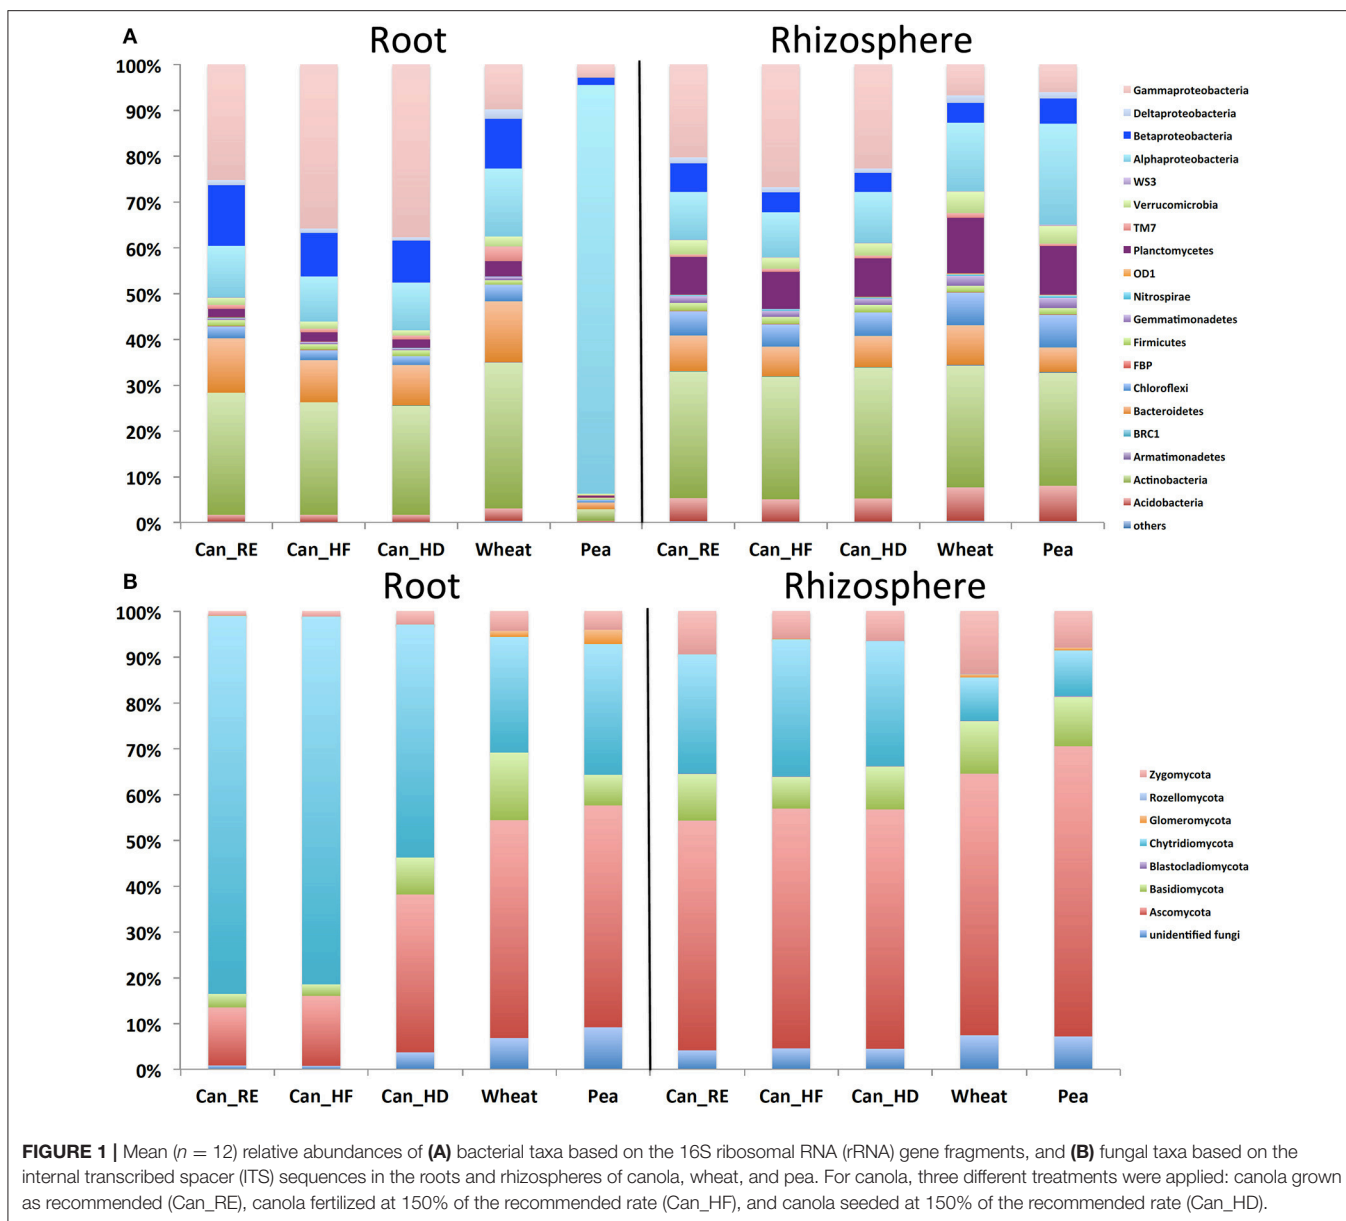 A
Root
Rhizosphere
100%
90%
80%
70%
60%
50%
40%
30%
20%
10%
0%
Can_RE Can_HF Can_HD Wheat Pea Can_RE Can_HF Can_HD Wheat Pea
Gammaproteobacteria
Deltaproteobacteria
Betaproteobacteria
Alphaproteobacteria
WS3
Verrucomicrobia
TM7
Planctomycetes
OD1
Nitrospirae
Gemmatimonadetes
Firmicutes
FBP
Chloroflexi
Bacteroidetes
BRC1
Armatimonadetes
Actinobacteria
Acidobacteria
others
B
Root
Rhizosphere
100%
90%
80%
70%
60%
50%
40%
30%
20%
10%
0%
Can_RE Can_HF Can_HD Wheat Pea Can_RE Can_HF Can_HD Wheat Pea
Zygomycota
Rozellomycota
Glomeromycota
Chytridiomycota
Blastocladiomycota
Basidiomycota
Ascomycota
unidentified fungi
FIGURE 1 | Mean (n = 12) relative abundances of (A) bacterial taxa based on the 16S ribosomal RNA (rRNA) gene fragments, and (B) fungal taxa based on the
internal transcribed spacer (ITS) sequences in the roots and rhizospheres of canola, wheat, and pea. For canola, three different treatments were applied: canola grown
as recommended (Can_RE), canola fertilized at 150% of the recommended rate (Can_HF), and canola seeded at 150% of the recommended rate (Can_HD).